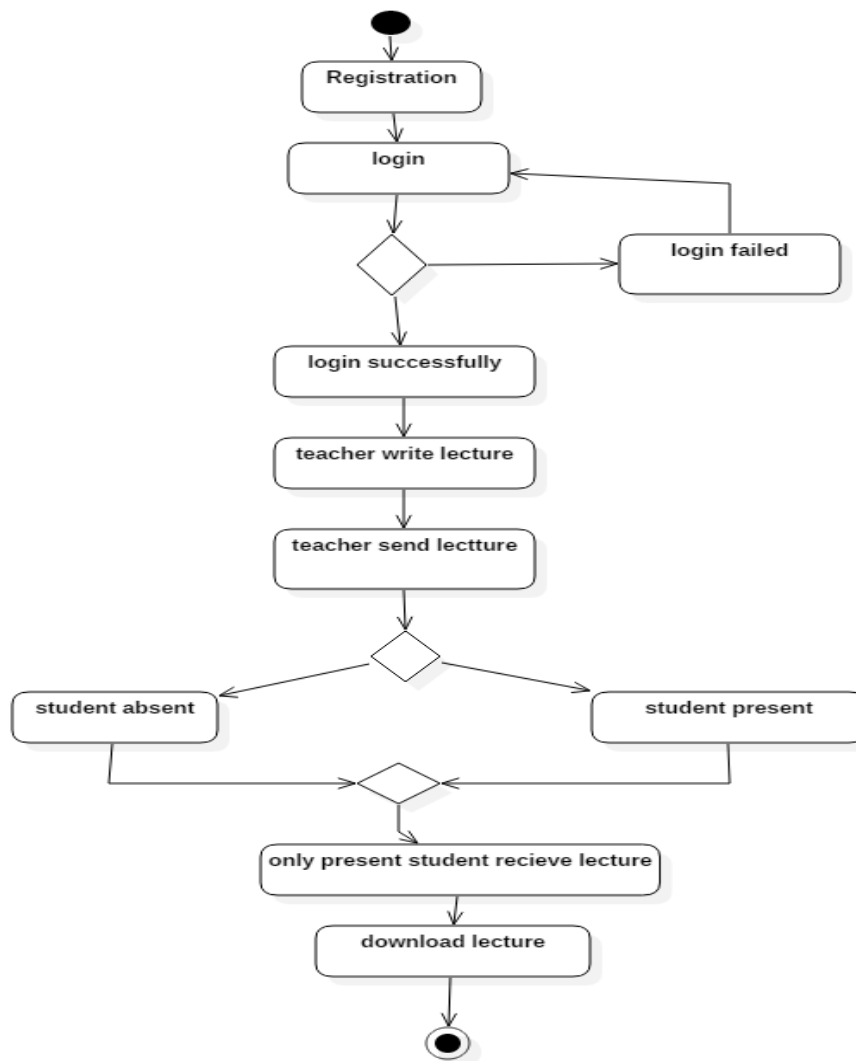 Registration
login
login failed
login successfully
teacher write lecture
teacher send lectture
student absent
student present
only present student recieve lecture
download lecture